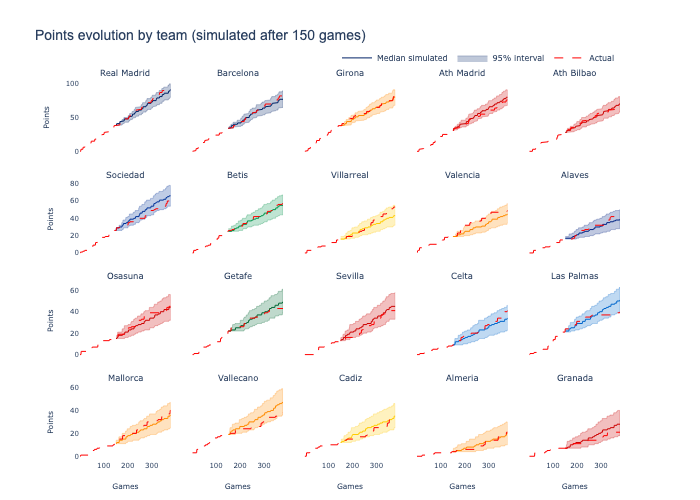 Points evolution by team (simulated after 150 games)
Median simulated 95% interval Actual
Real Madrid Barcelona Girona Ath Madrid Ath Bilbao
100
50
0
Points
Sociedad Betis Villarreal Valencia Alaves
80
60
40
20
0
Points
Osasuna Getafe Sevilla Celta Las Palmas
60
40
20
0
Points
Mallorca Vallecano Cadiz Almeria Granada
60
40
20
0
Points
100 200 300 100 200 300 100 200 300 100 200 300 100 200 300
Games Games Games Games Games